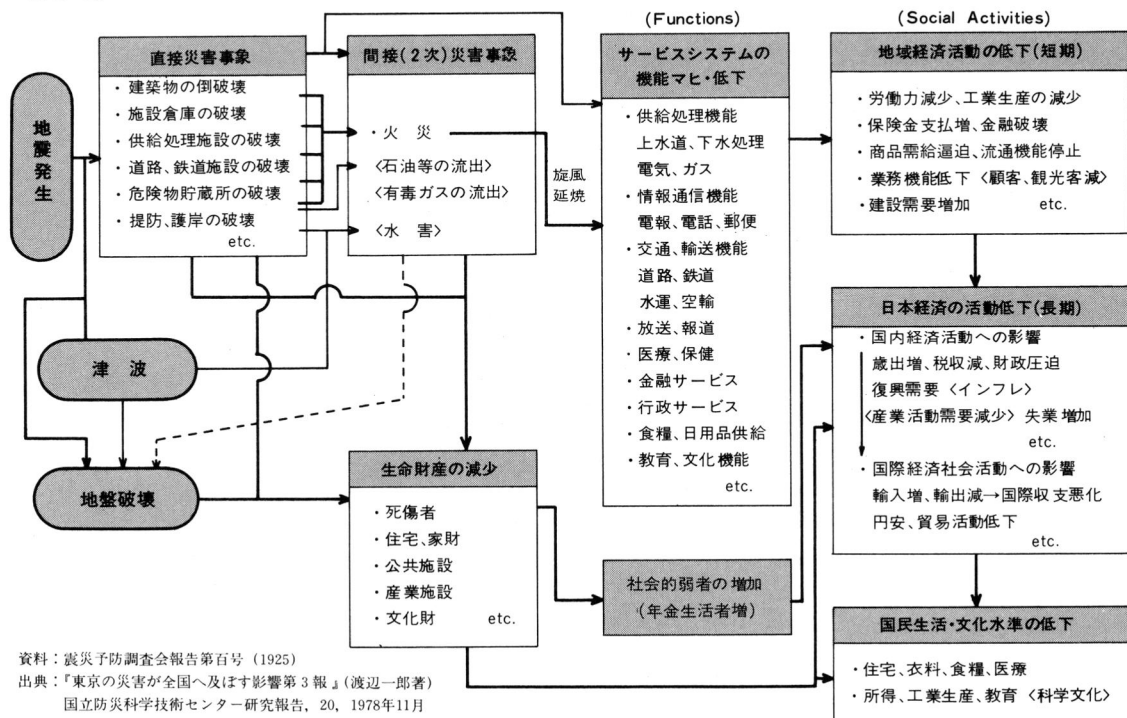 (Functions)
(Social Activities)
地震発生
直接災害事象
・建築物の倒破壊
・施設倉庫の破壊
・供給処理施設の破壊
・道路、鉄道施設の破壊
・危険物貯蔵所の破壊
・提防、護岸の破壊
etc.
間接(2次)災害事象
・火 災
〈石油等の流出〉
〈有毒ガスの流出〉
〈水 害〉
旋風
延焼
サービスシステムの
機能マヒ・低下
・供給処理機能
上水道、下水処理
電気、ガス
・情報通信機能
電報、電話、郵便
・交通、輸送機能
道路、鉄道
水運、空輸
・放送、報道
・医療、保健
・金融サービス
・行政サービス
・食糧、日用品供給
・教育、文化機能
etc.
地域経済活動の低下(短期)
・労働力減少、工業生産の減少
・保険金支払増、金融破壊
・商品需給逼迫、流通機能停止
・業務機能低下〈顧客、観光客減〉
・建設需要増加 etc.
津 波
地盤破壊
生命財産の減少
・死傷者
・住宅、家財
・公共施設
・産業施設
・文化財 etc.
社会的弱者の増加
(年金生活者増)
日本経済の活動低下(長期)
・国内経済活動への影響
歳出増、税収減、財政圧迫
復興需要〈インフレ〉
〈産業活動需要減少〉失業増加
etc.
・国際経済社会活動への影響
輸入増、輸出減→国際収支悪化
円安、貿易活動低下
etc.
国民生活・文化水準の低下
・住宅、衣料、食糧、医療
・所得、工業生産、教育〈科学文化〉
資料：震災予防調査会報告第百号 (1925)
出典：『東京の災害が全国へ及ぼす影響第3報』(渡辺一郎著)
国立防災科学技術センター研究報告, 20, 1978年11月